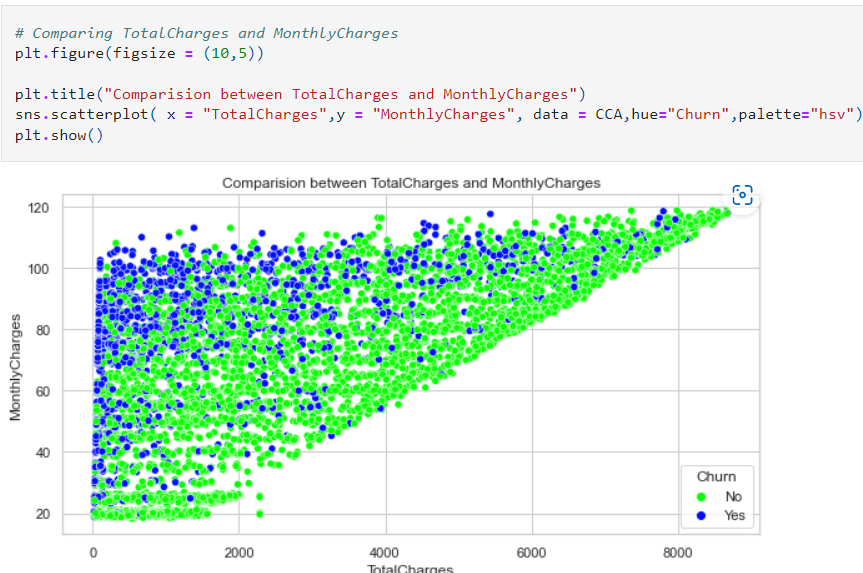 # Comparing TotalCharges and MonthlyCharges
plt.figure(figsize = (10,5))
plt.title("Comparision between TotalCharges and MonthlyCharges")
sns.scatterplot( x = "TotalCharges",y = "MonthlyCharges", data = CCA,hue="Churn",palette="hsv")
plt.show()
Comparision between TotalCharges and MonthlyCharges
120
100
80
60
40
20
MonthlyCharges
Churn
No
Yes
0 2000 4000 6000 8000
TotalCharges